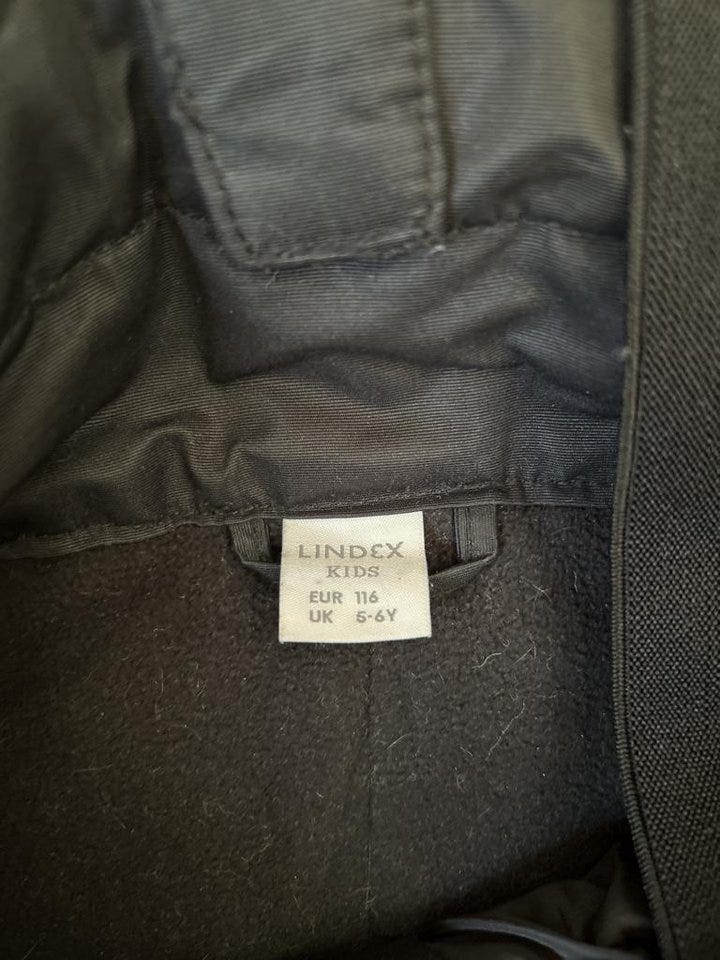 LINDEX
KIDS
EUR 116
UK 5-6Y